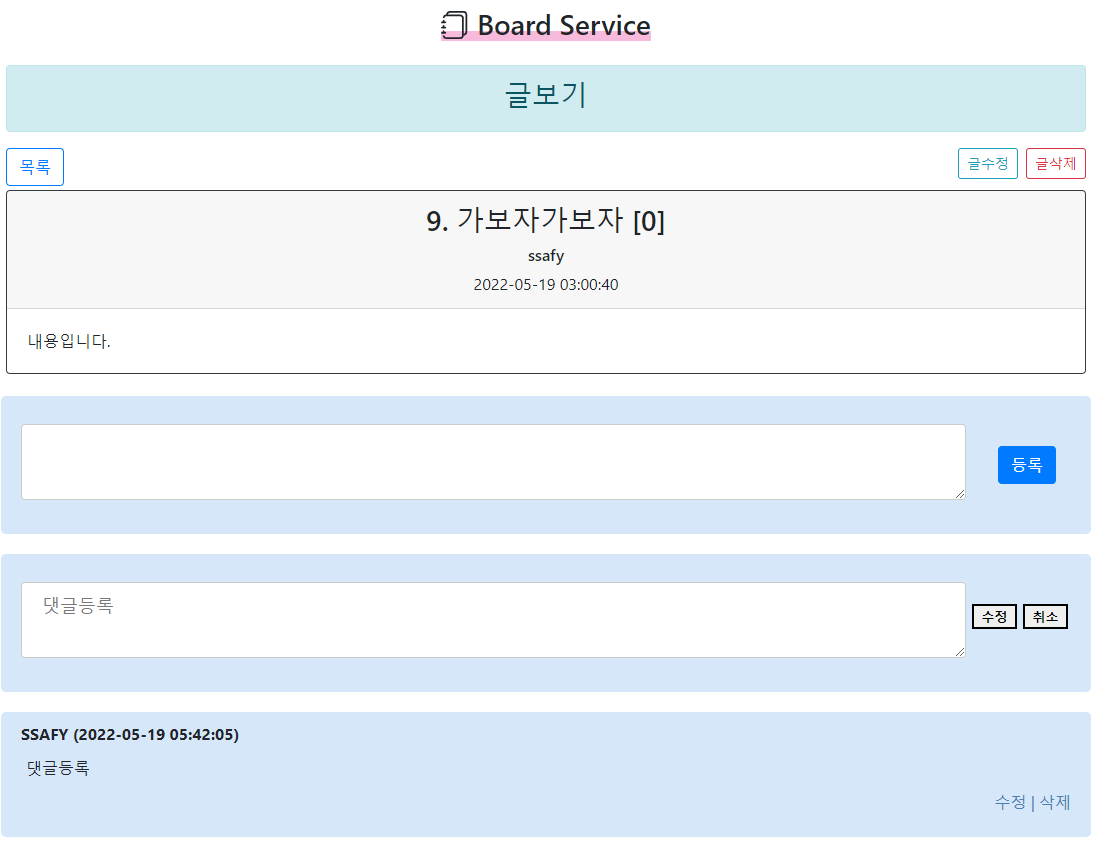 Board Service
글보기
목록 글수정 글삭제
9. 가보자가보자 [0]
ssafy
2022-05-19 03:00:40
내용입니다.
등록
댓글등록 수정 취소
SSAFY (2022-05-19 05:42:05)
댓글등록
수정 | 삭제